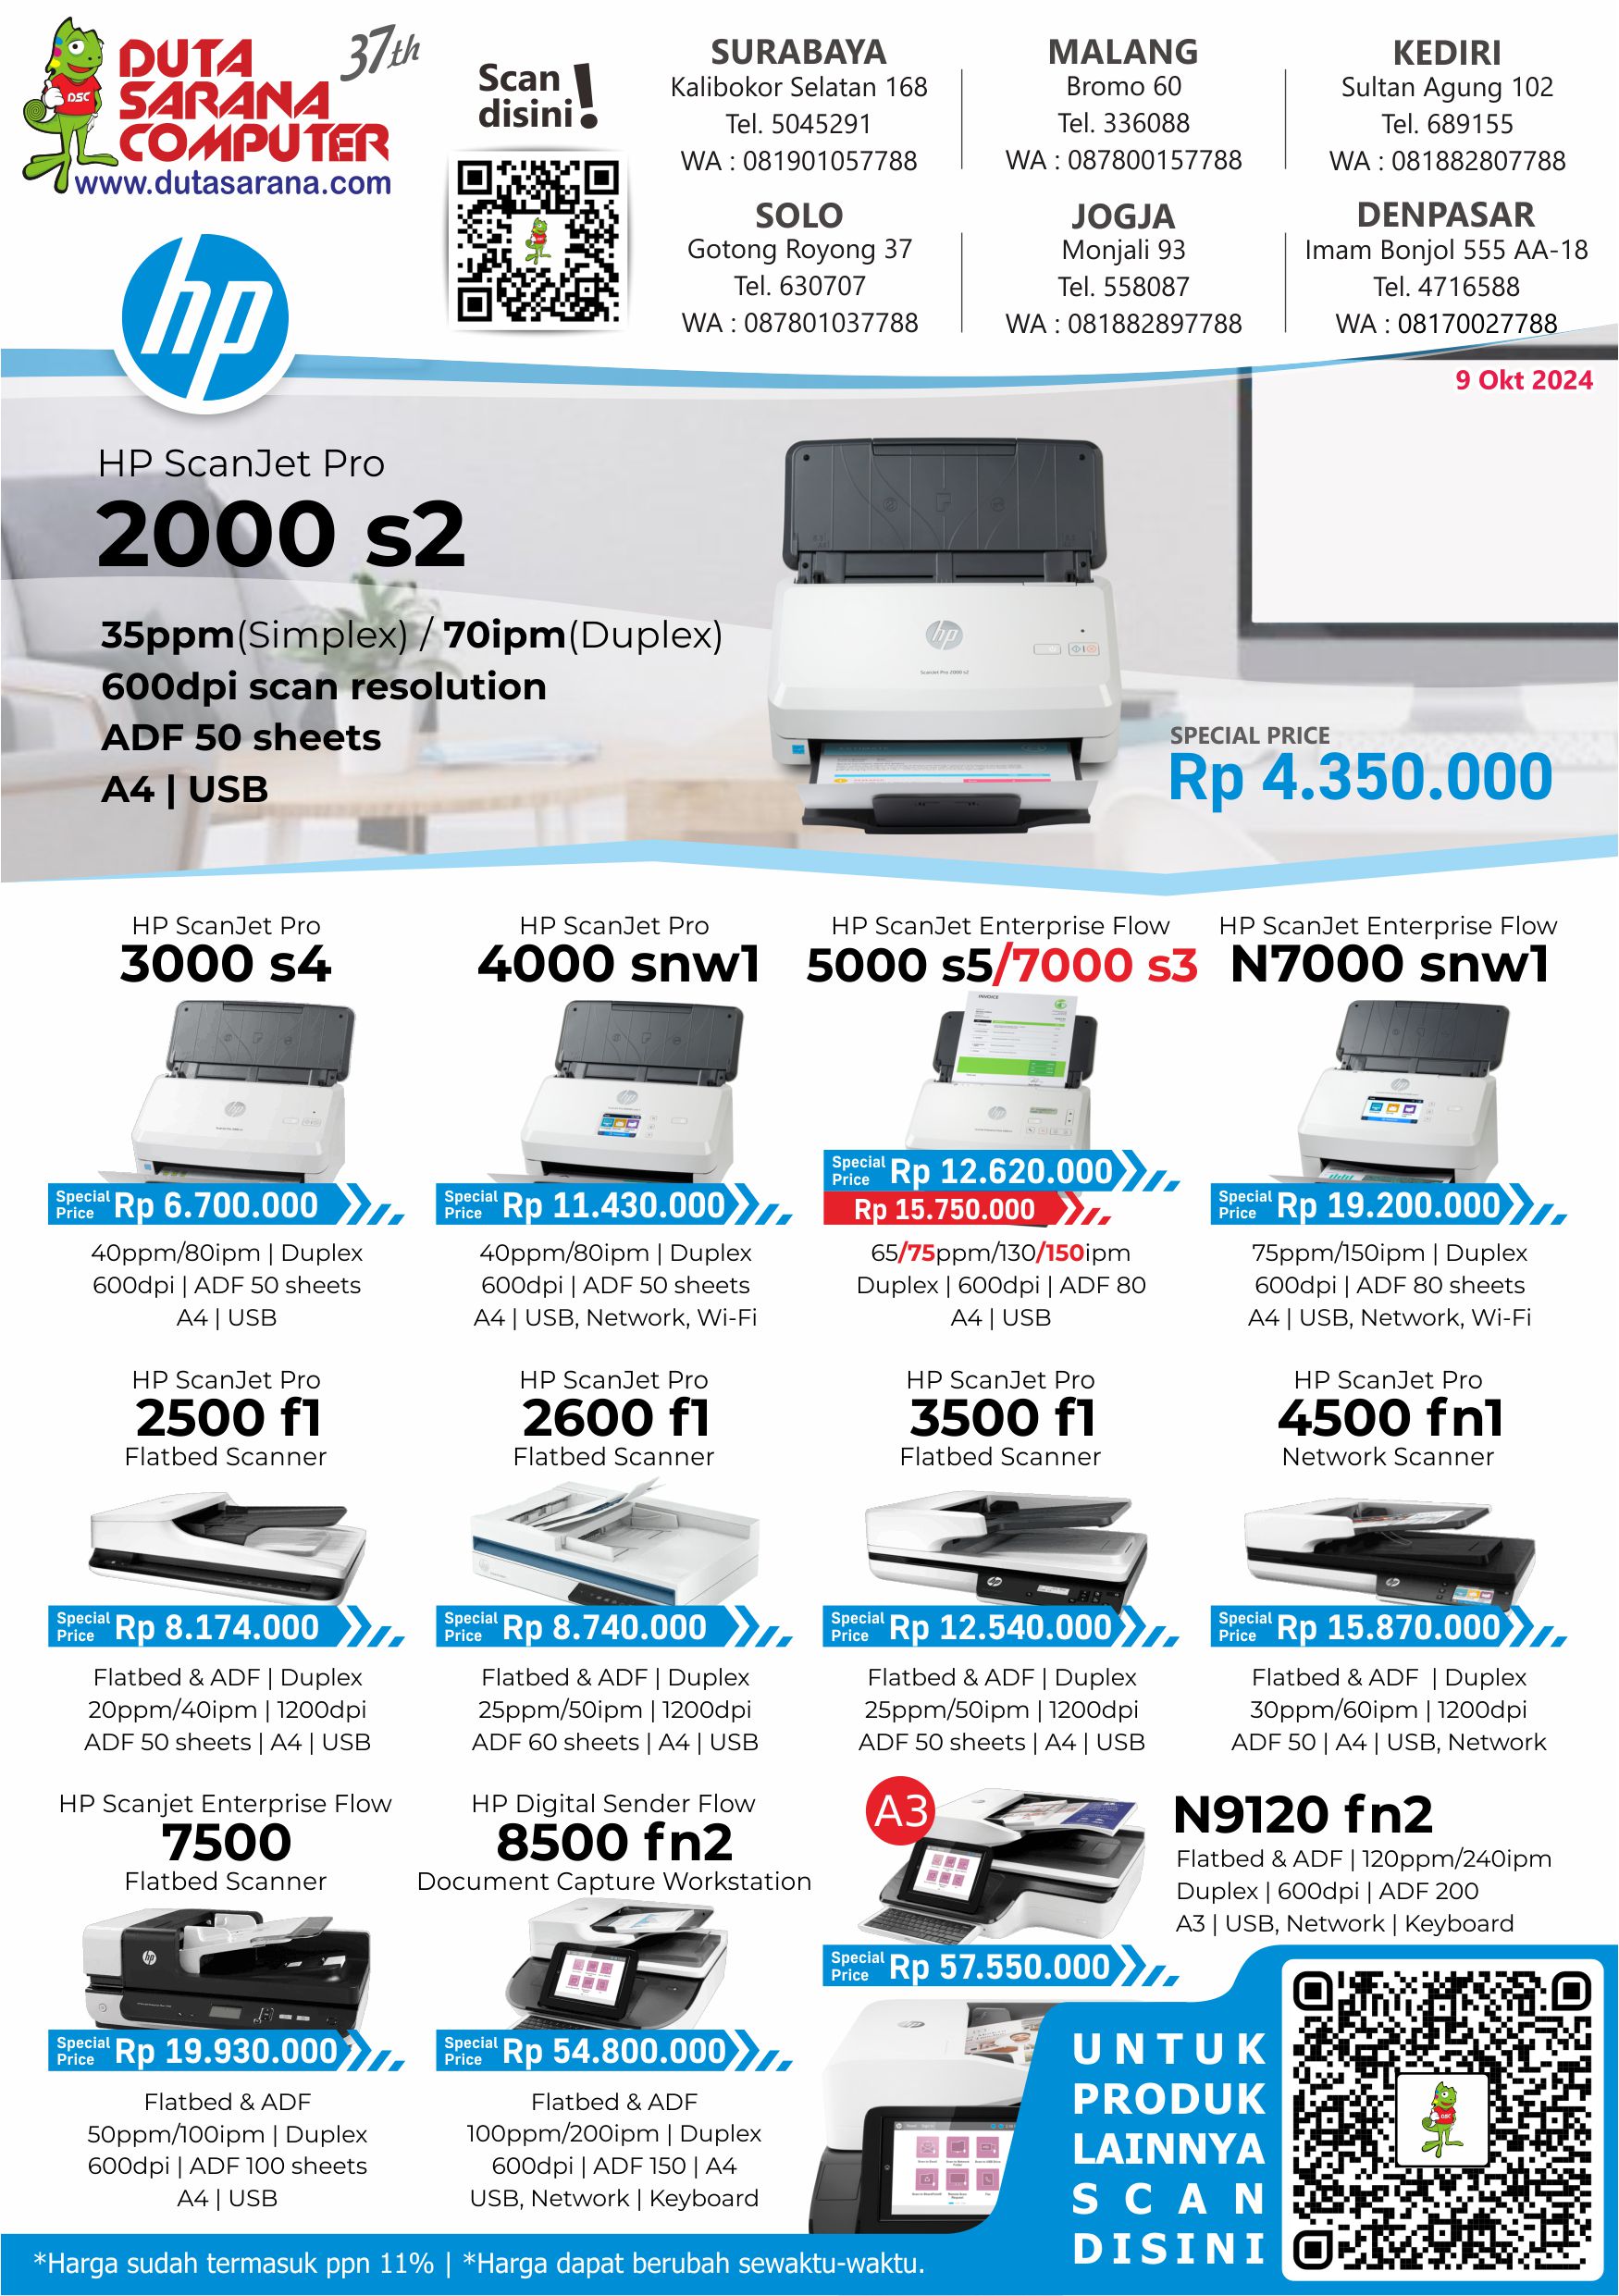 DUTA
SARANA
COMPUTER
37th
DSC
www.dutasarana.com
Scan
disini!
SURABAYA
Kalibokor Selatan 168
Tel. 5045291
WA : 081901057788
MALANG
Bromo 60
Tel. 336088
WA : 087800157788
KEDIRI
Sultan Agung 102
Tel. 689155
WA : 081882807788
SOLO
Gotong Royong 37
Tel. 630707
WA : 087801037788
JOGJA
Monjali 93
Tel. 558087
WA : 081882897788
DENPASAR
Imam Bonjol 555 AA-18
Tel. 4716588
WA : 08170027788
hp
9 Okt 2024
HP ScanJet Pro
2000 s2
35ppm(Simplex) / 70ipm(Duplex)
600dpi scan resolution
ADF 50 sheets
A4 | USB
hp
ScanJet Pro 2000 s2
SPECIAL PRICE
Rp 4.350.000
HP ScanJet Pro
3000 s4
Special Price Rp 6.700.000
40ppm/80ipm | Duplex
600dpi | ADF 50 sheets
A4 | USB
HP ScanJet Pro
4000 snw1
Special Price Rp 11.430.000
40ppm/80ipm | Duplex
600dpi | ADF 50 sheets
A4 | USB, Network, Wi-Fi
HP ScanJet Enterprise Flow
5000 s5/7000 s3
INVOICE
Special Price Rp 12.620.000
Rp 15.750.000
65/75ppm/130/150ipm
Duplex | 600dpi | ADF 80
A4 | USB
HP ScanJet Enterprise Flow
N7000 snw1
Special Price Rp 19.200.000
75ppm/150ipm | Duplex
600dpi | ADF 80 sheets
A4 | USB, Network, Wi-Fi
HP ScanJet Pro
2500 f1
Flatbed Scanner
Special Price Rp 8.174.000
Flatbed & ADF | Duplex
20ppm/40ipm | 1200dpi
ADF 50 sheets | A4 | USB
HP ScanJet Pro
2600 f1
Flatbed Scanner
Special Price Rp 8.740.000
Flatbed & ADF | Duplex
25ppm/50ipm | 1200dpi
ADF 60 sheets | A4 | USB
HP ScanJet Pro
3500 f1
Flatbed Scanner
Special Price Rp 12.540.000
Flatbed & ADF | Duplex
25ppm/50ipm | 1200dpi
ADF 50 sheets | A4 | USB
HP ScanJet Pro
4500 fn1
Network Scanner
Special Price Rp 15.870.000
Flatbed & ADF | Duplex
30ppm/60ipm | 1200dpi
ADF 50 | A4 | USB, Network
HP Scanjet Enterprise Flow
7500
Flatbed Scanner
Special Price Rp 19.930.000
Flatbed & ADF
50ppm/100ipm | Duplex
600dpi | ADF 100 sheets
A4 | USB
HP Digital Sender Flow
8500 fn2
Document Capture Workstation
Special Price Rp 54.800.000
Flatbed & ADF
100ppm/200ipm | Duplex
600dpi | ADF 150 | A4
USB, Network | Keyboard
A3
N9120 fn2
Flatbed & ADF | 120ppm/240ipm
Duplex | 600dpi | ADF 200
A3 | USB, Network | Keyboard
Special Price Rp 57.550.000
UNTUK
PRODUK
LAINNYA
SCAN
DISINI
*Harga sudah termasuk ppn 11% | *Harga dapat berubah sewaktu-waktu.